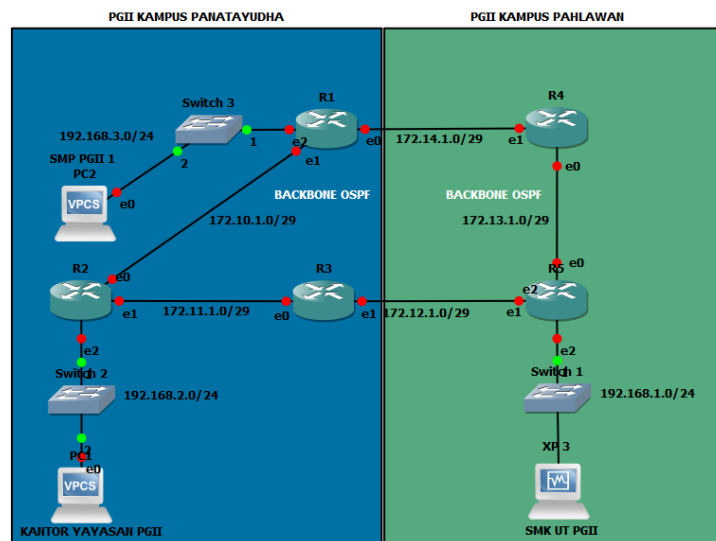 PGII KAMPUS PANATAYUDHA
PGII KAMPUS PAHLAWAN
Switch 3
R1
R4
192.168.3.0/24
1
e2
e0
172.14.1.0/29
e1
2
e1
e0
SMP PGII 1
PC2
VPCS
e0
BACKBONE OSPF
BACKBONE OSPF
172.10.1.0/29
172.13.1.0/29
R2
e0
R3
e0
R5
e2
e1
172.11.1.0/29
e0
e1
172.12.1.0/29
e1
e2
e2
1
1
Switch 2
Switch 1
192.168.2.0/24
192.168.1.0/24
2
PC1
e0
XP 3
VPCS
KANTOR YAYASAN PGII
SMK UT PGII